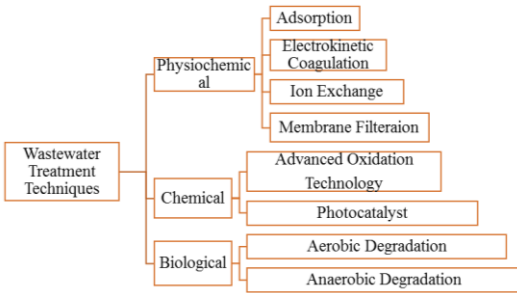 Adsorption
Electrokinetic
Coagulation
Physiochemic
al
Ion Exchange
Membrane Filteraion
Wastewater
Treatment
Techniques
Advanced Oxidation
Technology
Chemical
Photocatalyst
Aerobic Degradation
Biological
Anaerobic Degradation